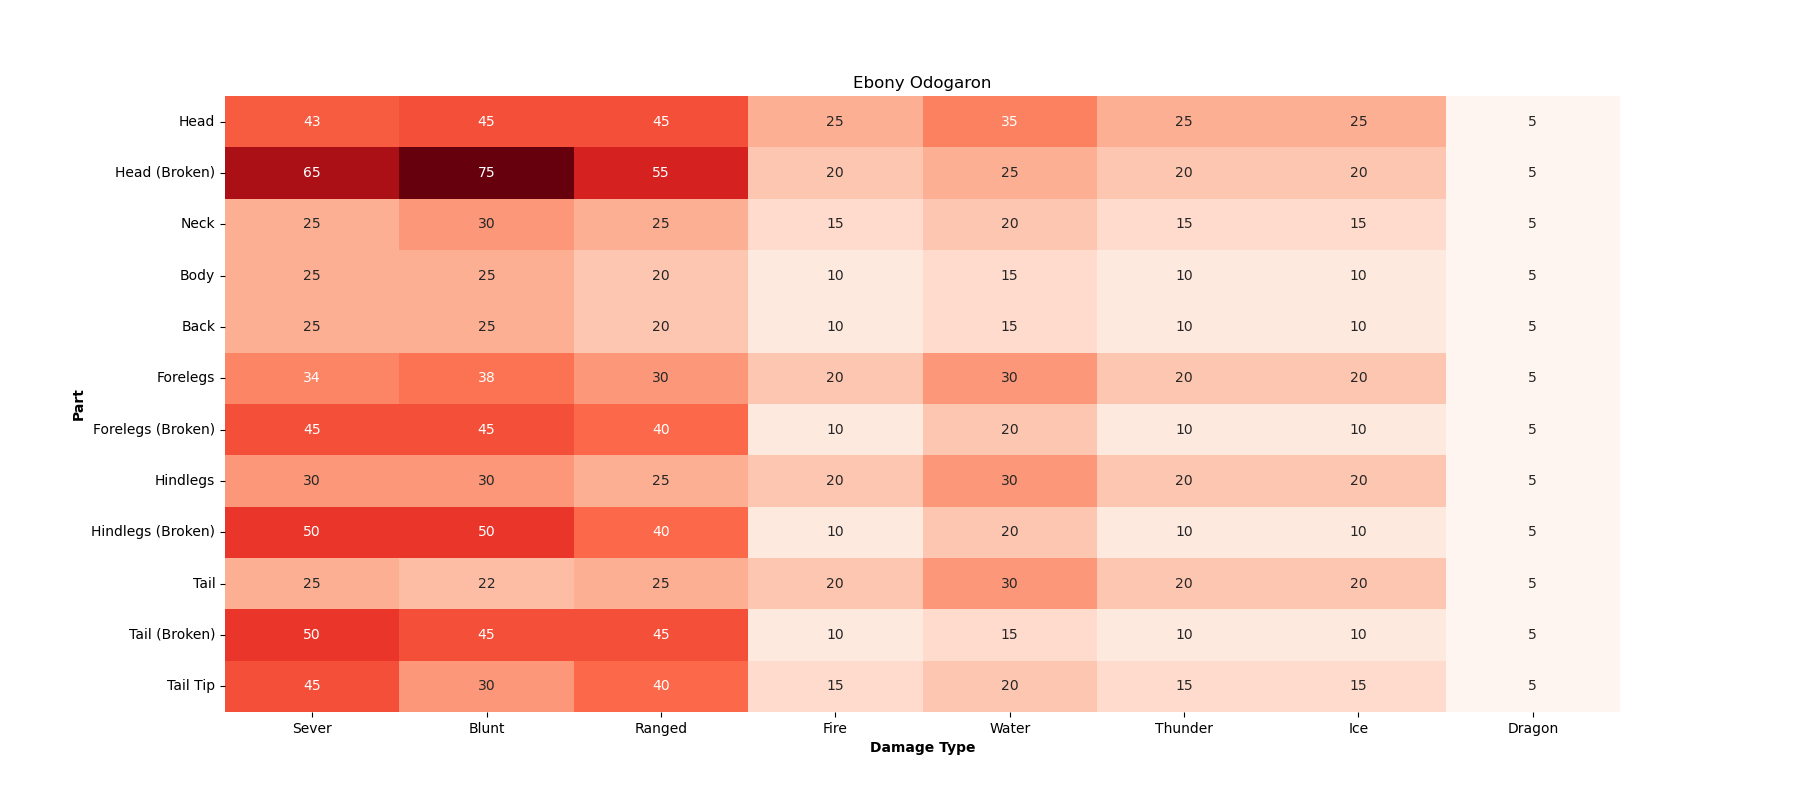 Ebony Odogaron
Part
Head 43 45 45 25 35 25 25 5
Head (Broken) 65 75 55 20 25 20 20 5
Neck 25 30 25 15 20 15 15 5
Body 25 25 20 10 15 10 10 5
Back 25 25 20 10 15 10 10 5
Forelegs 34 38 30 20 30 20 20 5
Forelegs (Broken) 45 45 40 10 20 10 10 5
Hindlegs 30 30 25 20 30 20 20 5
Hindlegs (Broken) 50 50 40 10 20 10 10 5
Tail 25 22 25 20 30 20 20 5
Tail (Broken) 50 45 45 10 15 10 10 5
Tail Tip 45 30 40 15 20 15 15 5
Sever Blunt Ranged Fire Water Thunder Ice Dragon
Damage Type